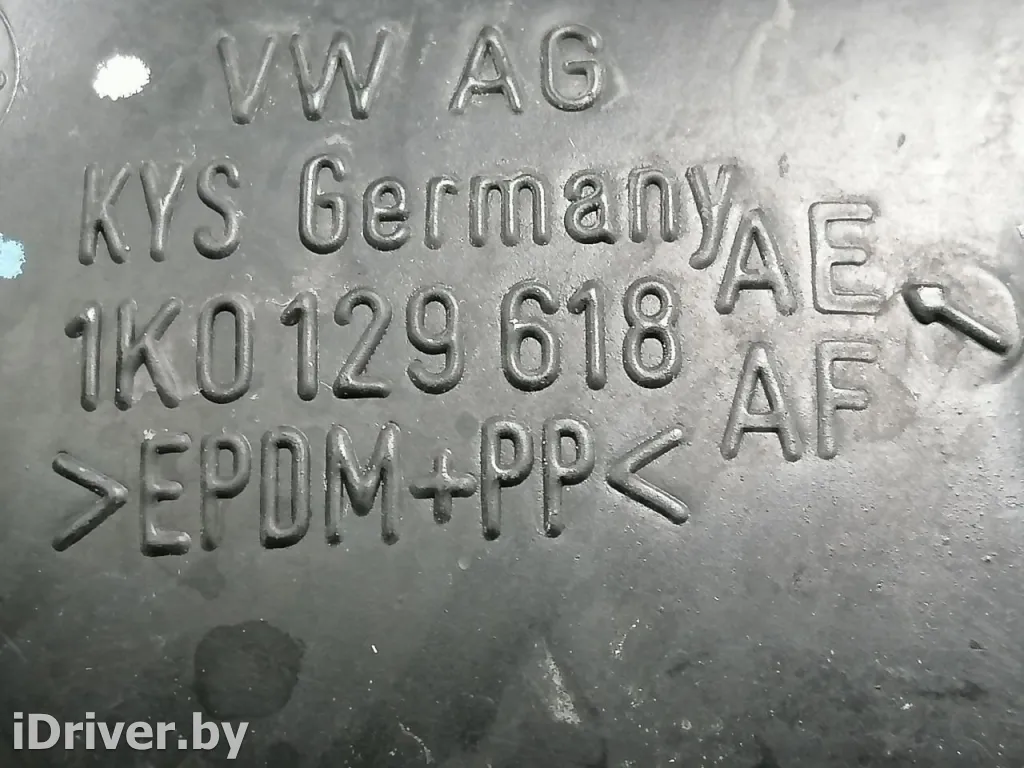 VW AG
KYS Germany
1K0 129 618 AE
AF
>EPDM+PP<
iDriver.by